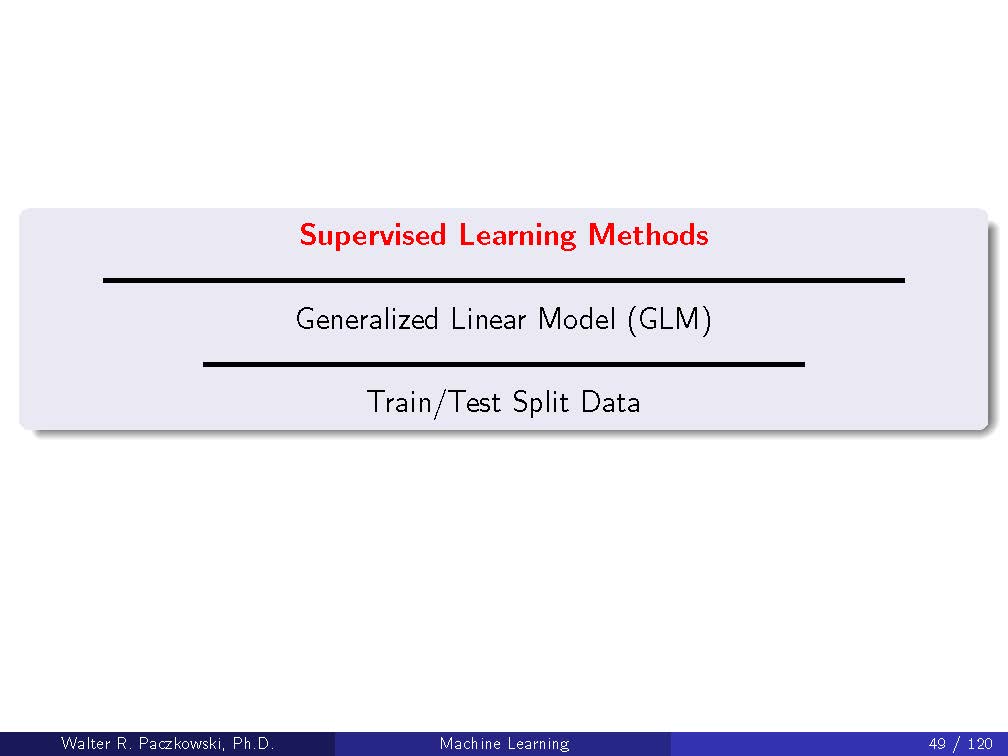 Supervised Learning Methods
Generalized Linear Model (GLM)
Train/Test Split Data
Walter R. Paczkowski, Ph.D.
Machine Learning
49 / 120